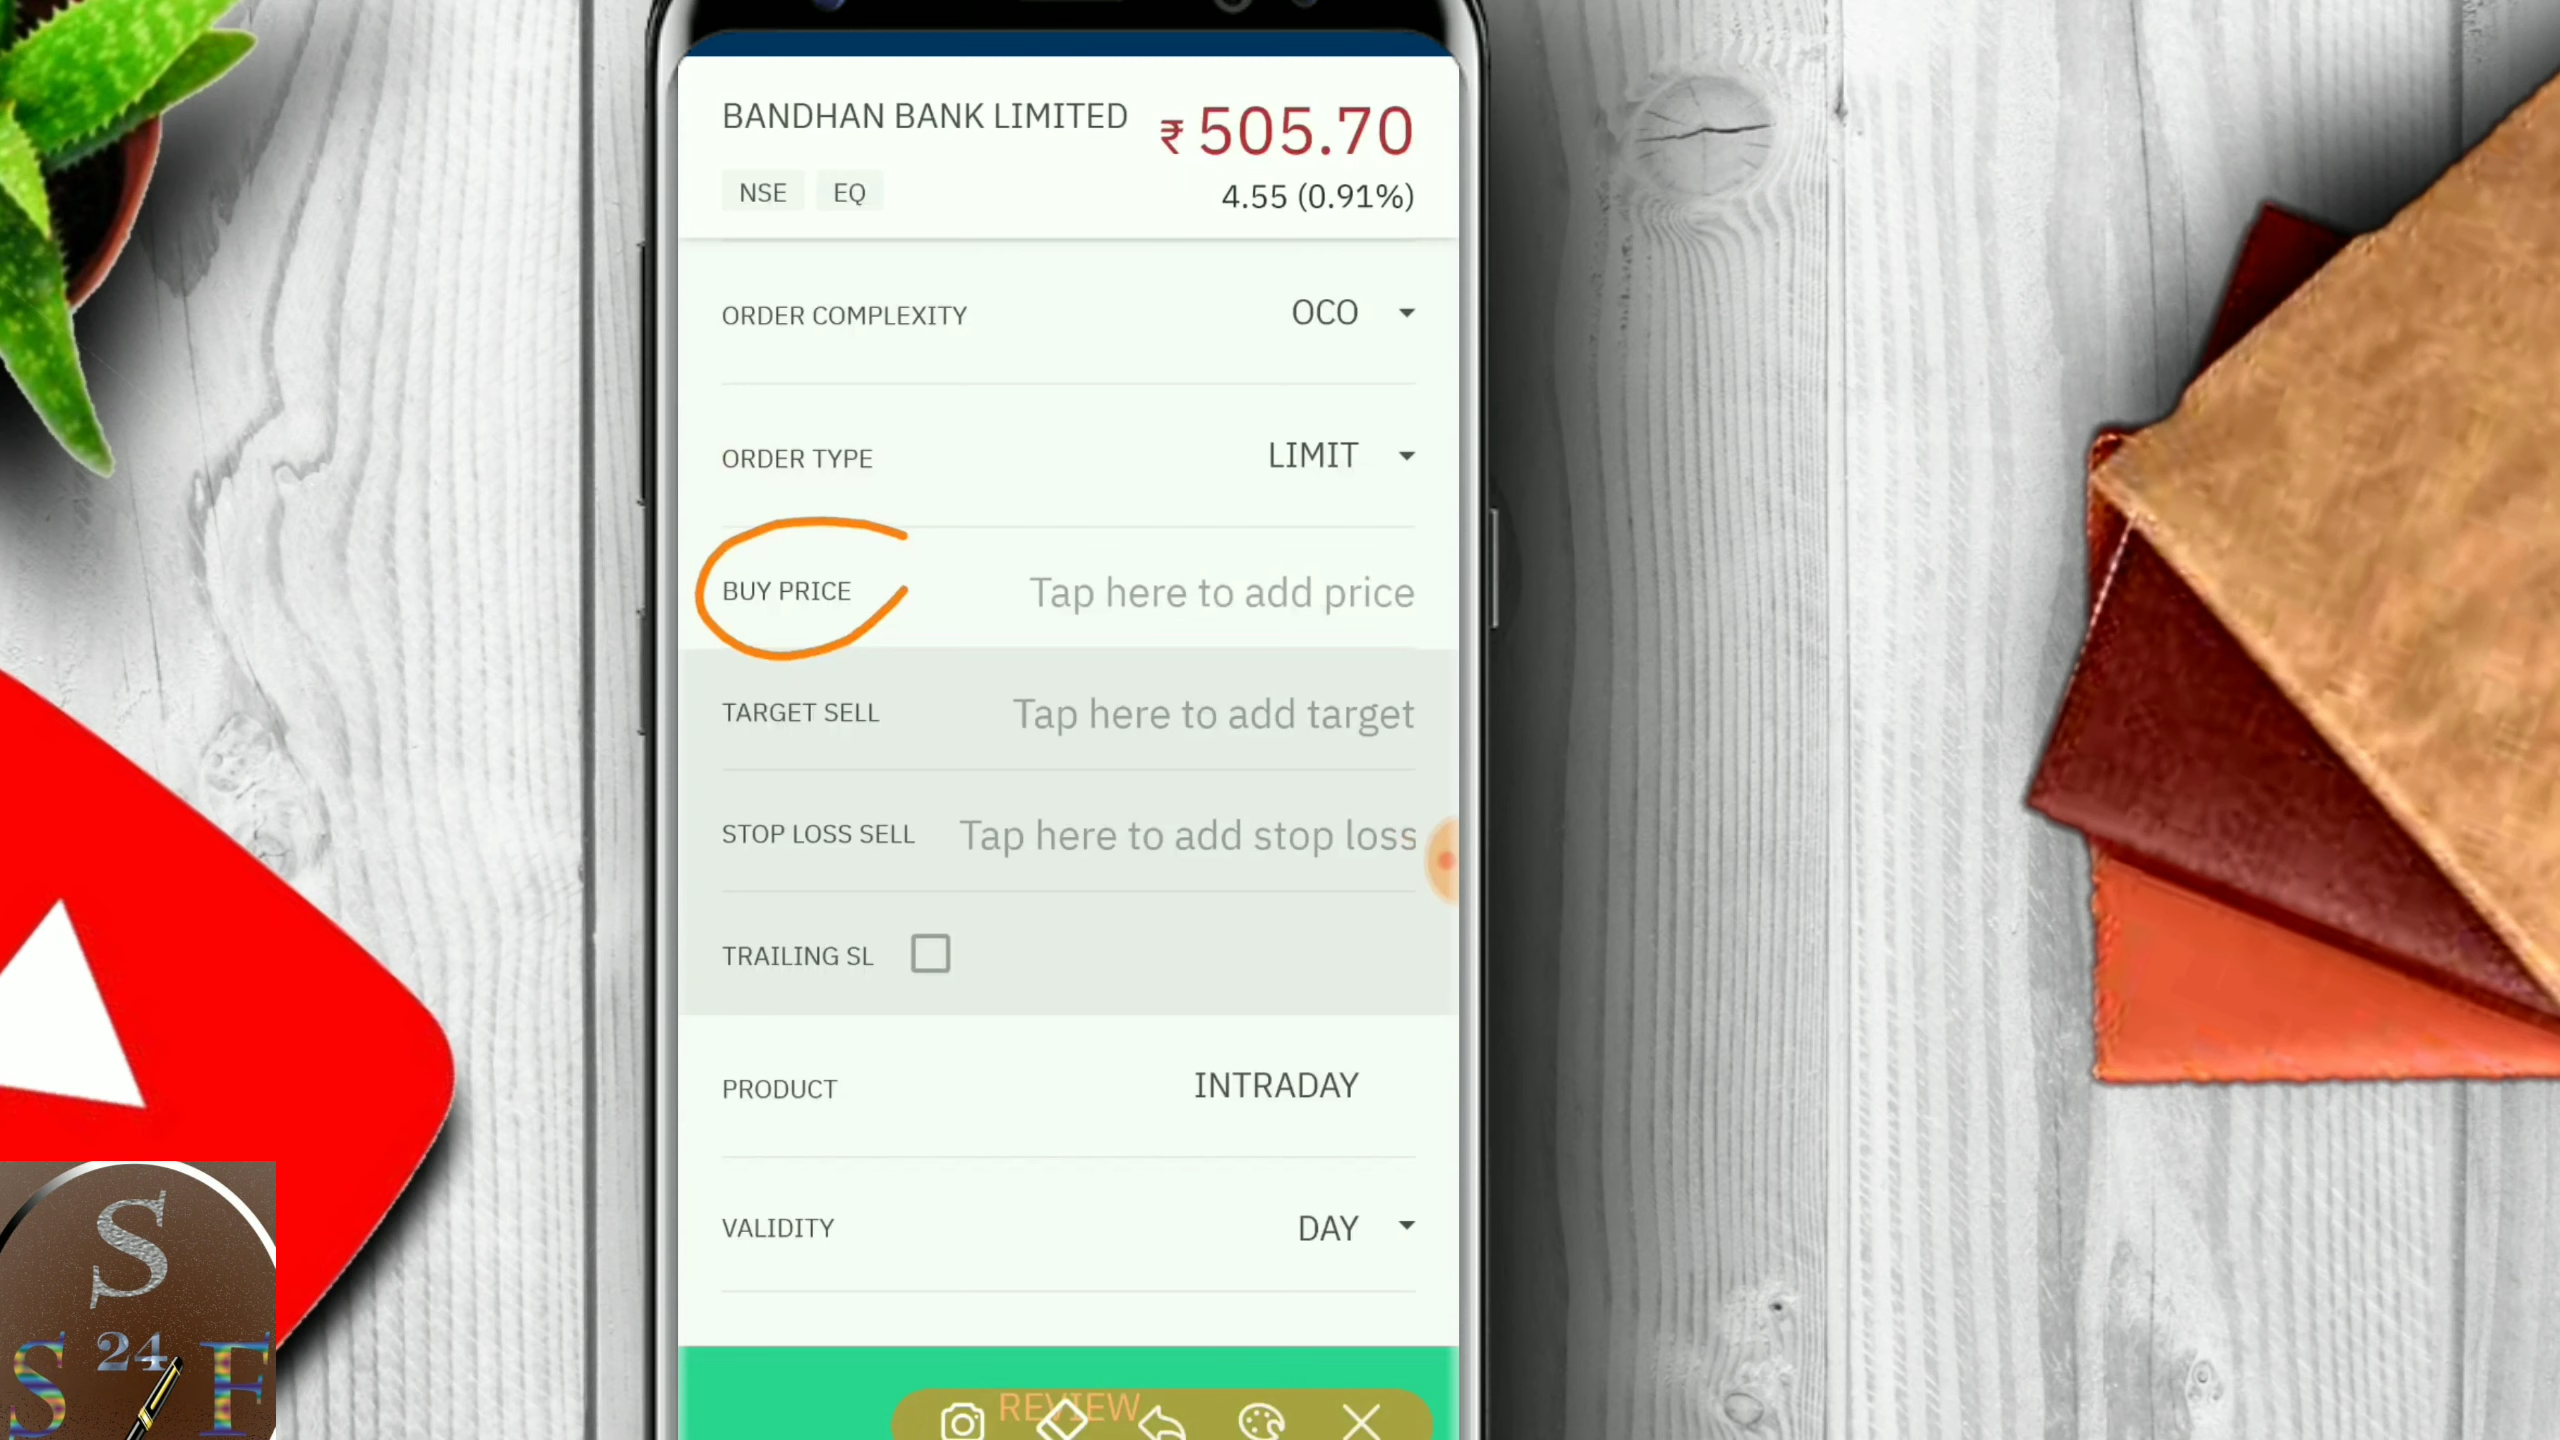 BANDHAN BANK LIMITED
₹ 505.70
NSE EQ
4.55 (0.91%)
ORDER COMPLEXITY OCO
ORDER TYPE LIMIT
BUY PRICE Tap here to add price
TARGET SELL Tap here to add target
STOP LOSS SELL Tap here to add stop loss
TRAILING SL
PRODUCT INTRADAY
VALIDITY DAY
REVIEW
S
24
S F